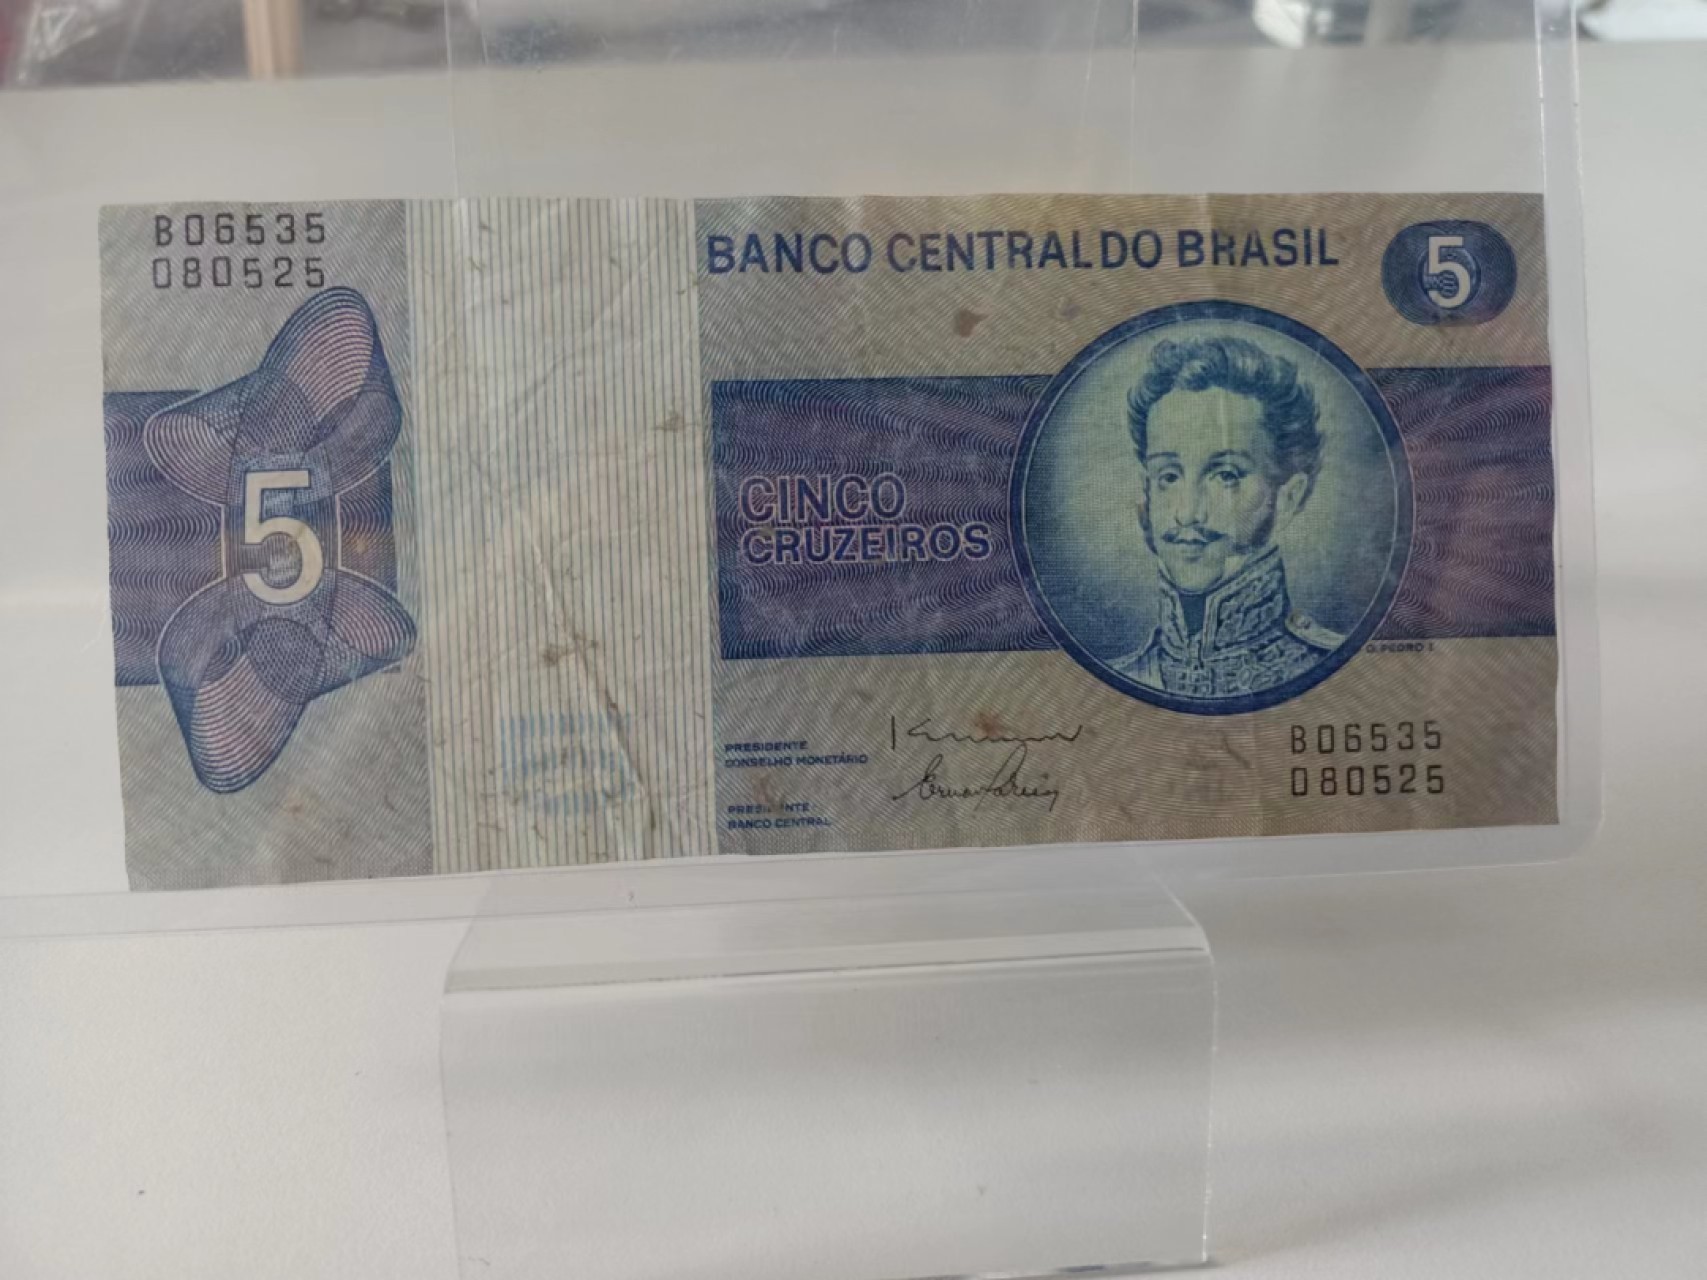 B06535
080525
BANCO CENTRAL DO BRASIL
5
5
CINCO
CRUZEIROS
D. PEDRO I
PRESIDENTE
CONSELHO MONETÁRIO
PRESIDENTE
BANCO CENTRAL
B06535
080525